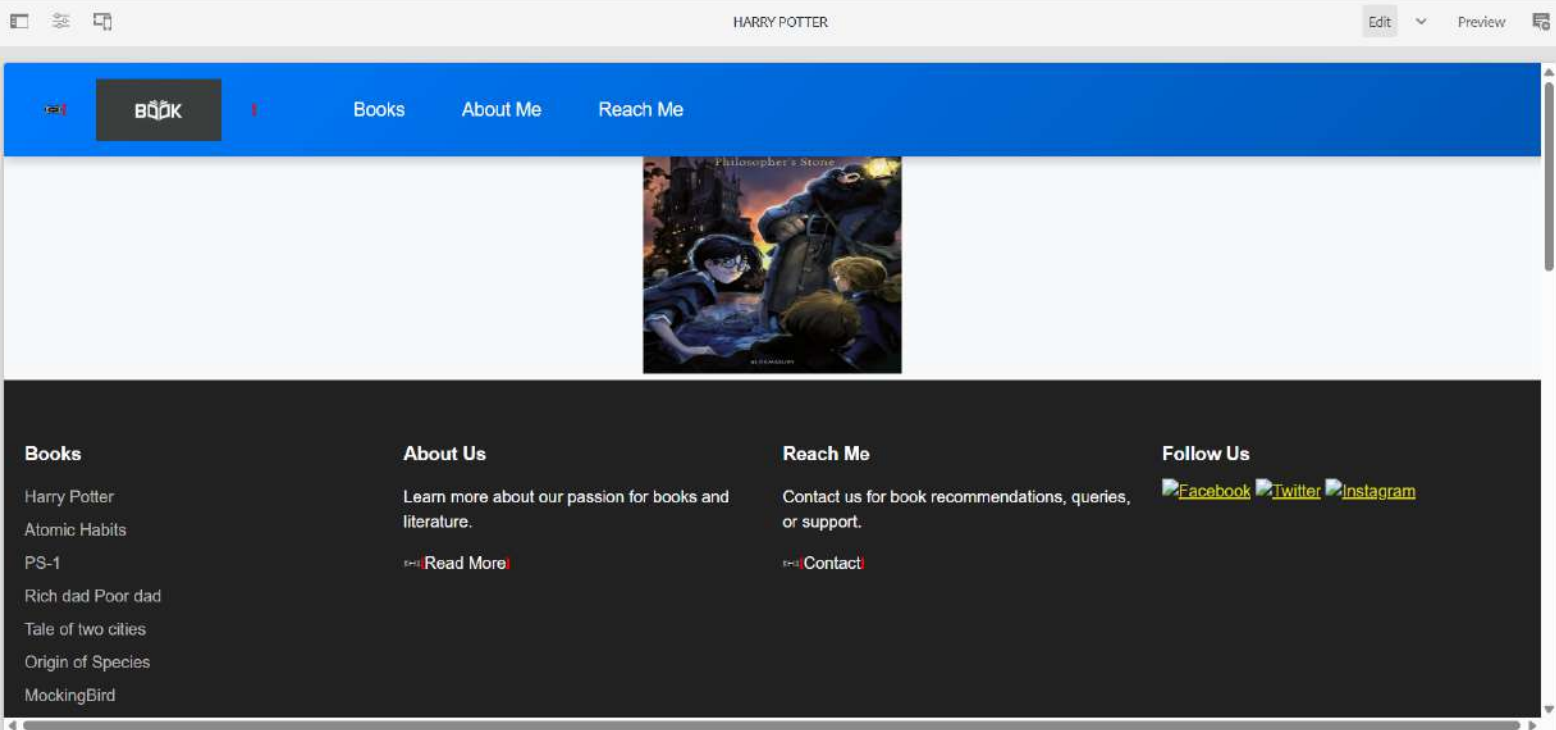 HARRY POTTER
Edit
Preview
BOOK
Books
About Me
Reach Me
Philosopher's Stone
BLOOMSBURY
Books
Harry Potter
Atomic Habits
PS-1
Rich dad Poor dad
Tale of two cities
Origin of Species
MockingBird
About Us
Learn more about our passion for books and
literature.
Read More
Reach Me
Contact us for book recommendations, queries,
or support.
Contact
Follow Us
Facebook Twitter Instagram